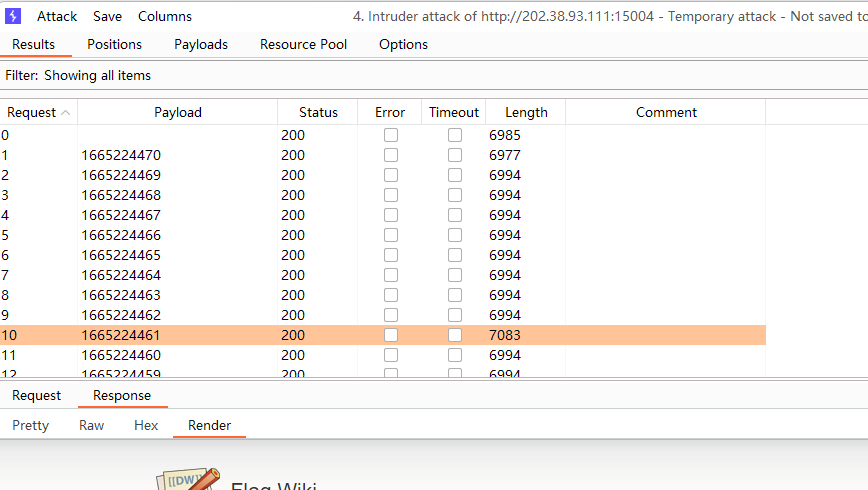 Attack Save Columns 4. Intruder attack of http://202.38.93.111:15004 - Temporary attack - Not saved to
Results Positions Payloads Resource Pool Options
Filter: Showing all items
Request Payload Status Error Timeout Length Comment
0 200 6985
1 1665224470 200 6977
2 1665224469 200 6994
3 1665224468 200 6994
4 1665224467 200 6994
5 1665224466 200 6994
6 1665224465 200 6994
7 1665224464 200 6994
8 1665224463 200 6994
9 1665224462 200 6994
10 1665224461 200 7083
11 1665224460 200 6994
12 1665224459 200 6994
Request Response
Pretty Raw Hex Render
[[DW]] Flag Wiki